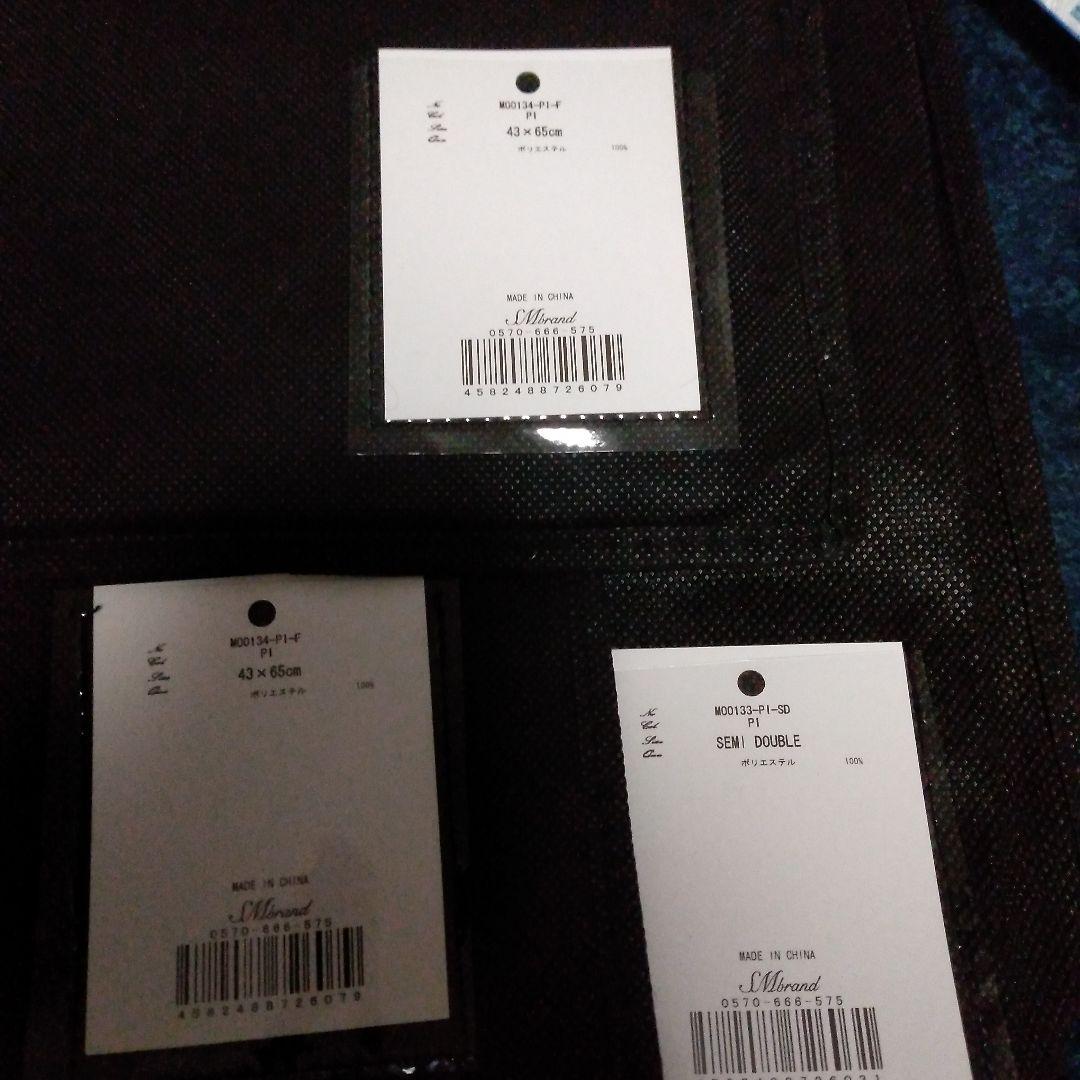 No
M00134-PI-F
PI
43×65cm
ポリエステル 100%
MADE IN CHINA
SMbrand
0570-666-575
4582488726079
M00134-PI-F
PI
43×65cm
ポリエステル 100%
MADE IN CHINA
SMbrand
0570-666-575
4582488726079
No
M00133-PI-SD
PI
SEMI DOUBLE
ポリエステル 100%
MADE IN CHINA
SMbrand
0570-666-575